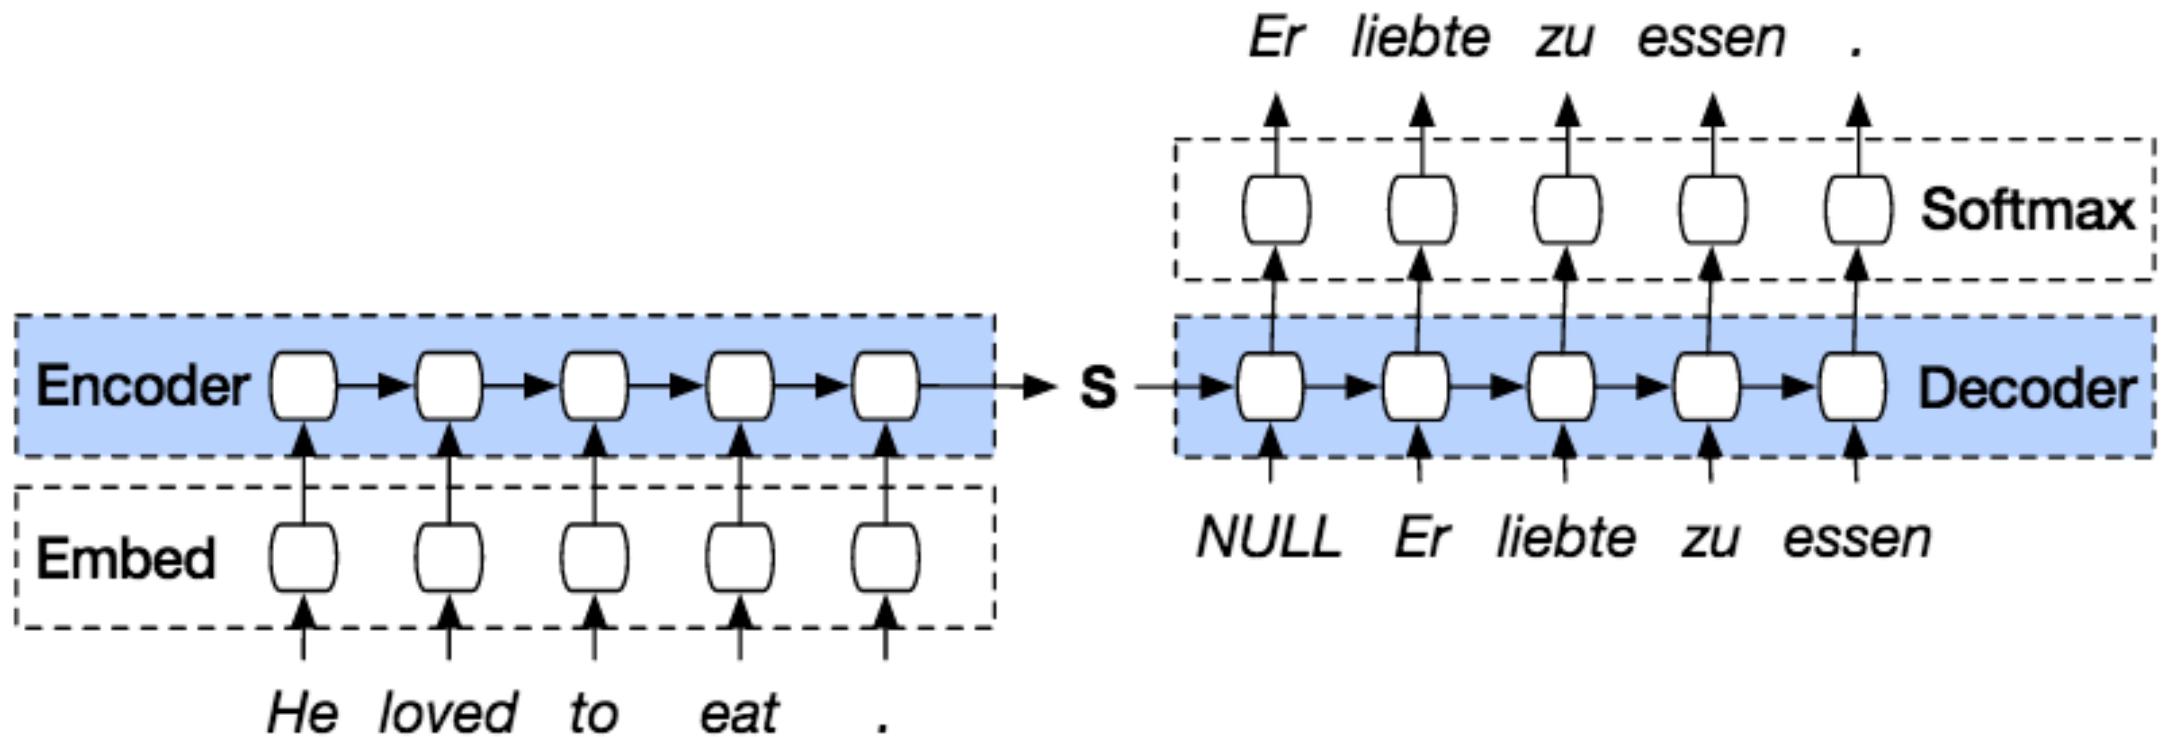 Er liebte zu essen .
Softmax
Encoder
S
Decoder
NULL Er liebte zu essen
Embed
He loved to eat .